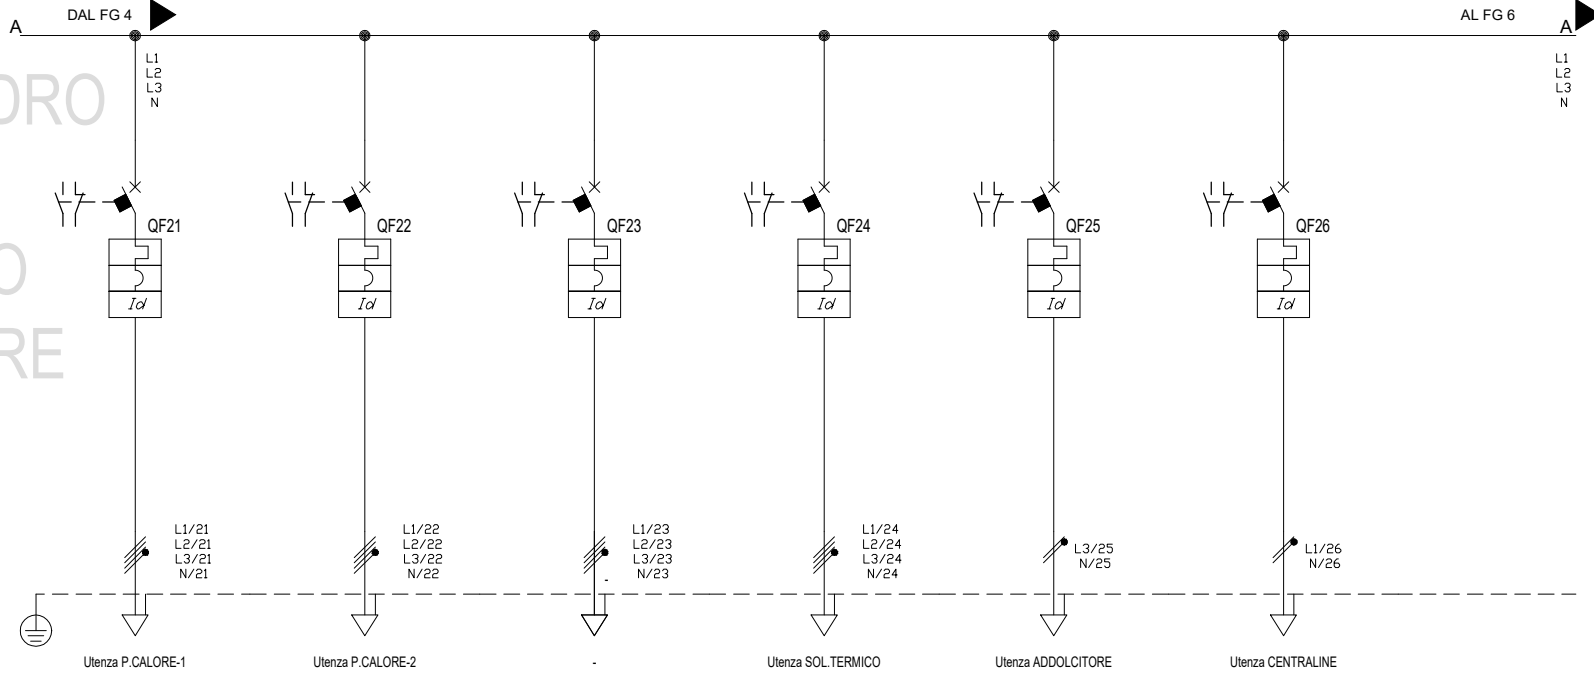 DAL FG 4
AL FG 6
A
A
L1
L2
L3
N
L1
L2
L3
N
ORO
O
RE
QF21
QF22
QF23
QF24
QF25
QF26
Id
Id
Id
Id
Id
Id
L1/21
L2/21
L3/21
N/21
L1/22
L2/22
L3/22
N/22
L1/23
L2/23
L3/23
N/23
-
L1/24
L2/24
L3/24
N/24
L3/25
N/25
L1/26
N/26
Utenza P.CALORE-1
Utenza P.CALORE-2
-
Utenza SOL.TERMICO
Utenza ADDOLCITORE
Utenza CENTRALINE